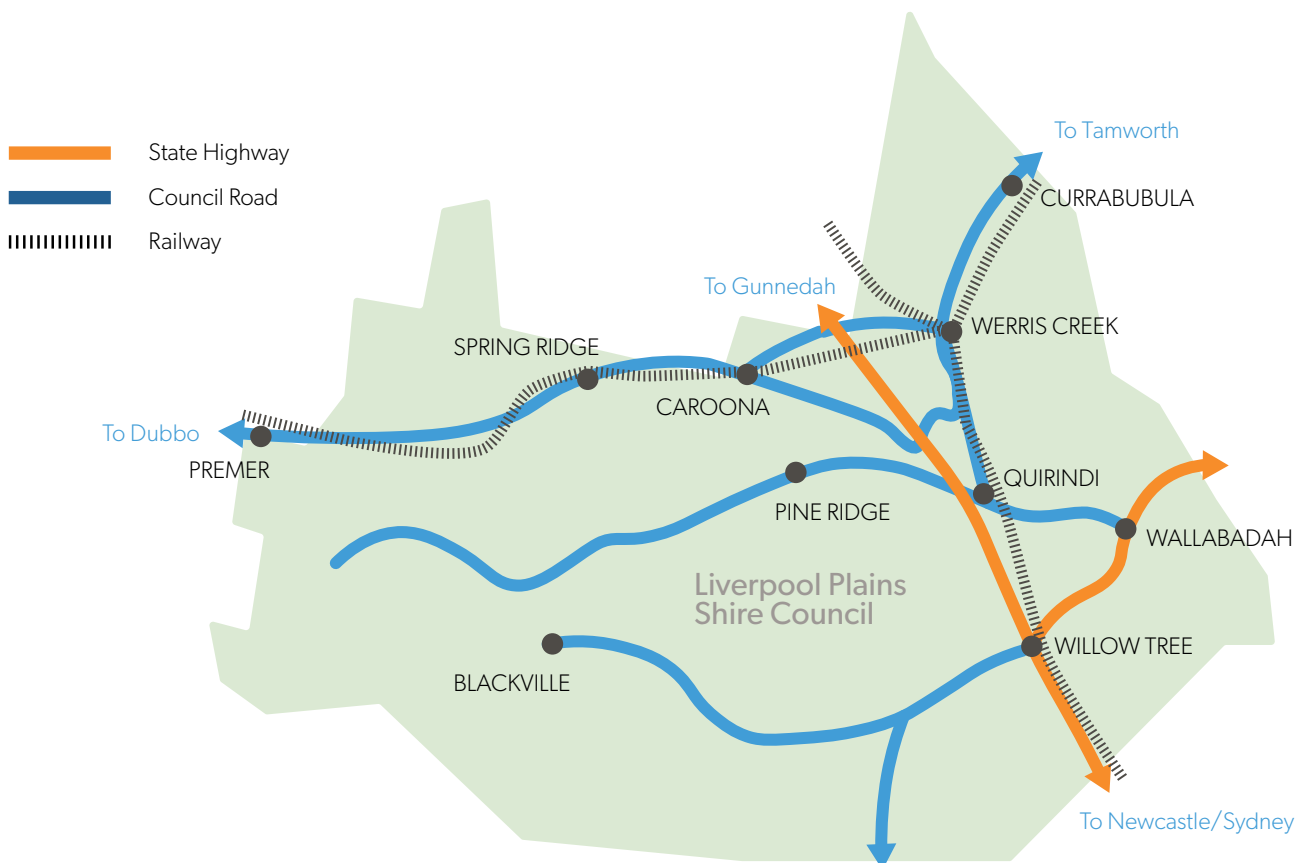 State Highway
Council Road
Railway
To Tamworth
CURRABUBULA
To Gunnedah
WERRIS CREEK
SPRING RIDGE
CAROONA
To Dubbo
PREMER
QUIRINDI
PINE RIDGE
WALLABADAH
Liverpool Plains
Shire Council
WILLOW TREE
BLACKVILLE
To Newcastle/Sydney